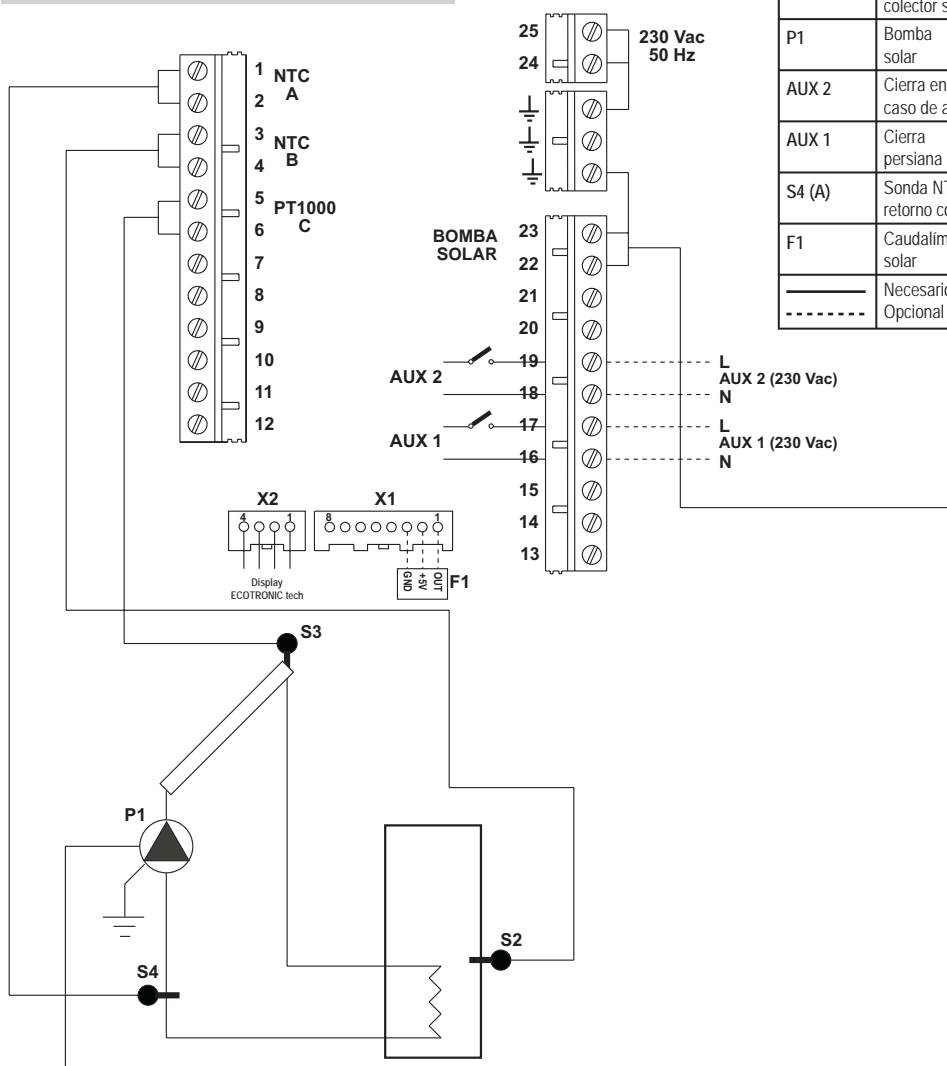 colector s
P1 Bomba
solar
AUX 2 Cierra en
caso de a
AUX 1 Cierra
persiana
S4 (A) Sonda NT
retorno co
F1 Caudalím
solar
Necesario
Opcional
1
2
NTC
A
3
4
NTC
B
5
6
PT1000
C
7
8
9
10
11
12
25
24
230 Vac
50 Hz
BOMBA
SOLAR
23
22
21
20
19
18
17
16
15
14
13
AUX 2
AUX 1
L
AUX 2 (230 Vac)
N
L
AUX 1 (230 Vac)
N
X2
4 1
Display
ECOTRONIC tech
X1
8 1
GND +5V OUT
F1
S3
P1
S2
S4